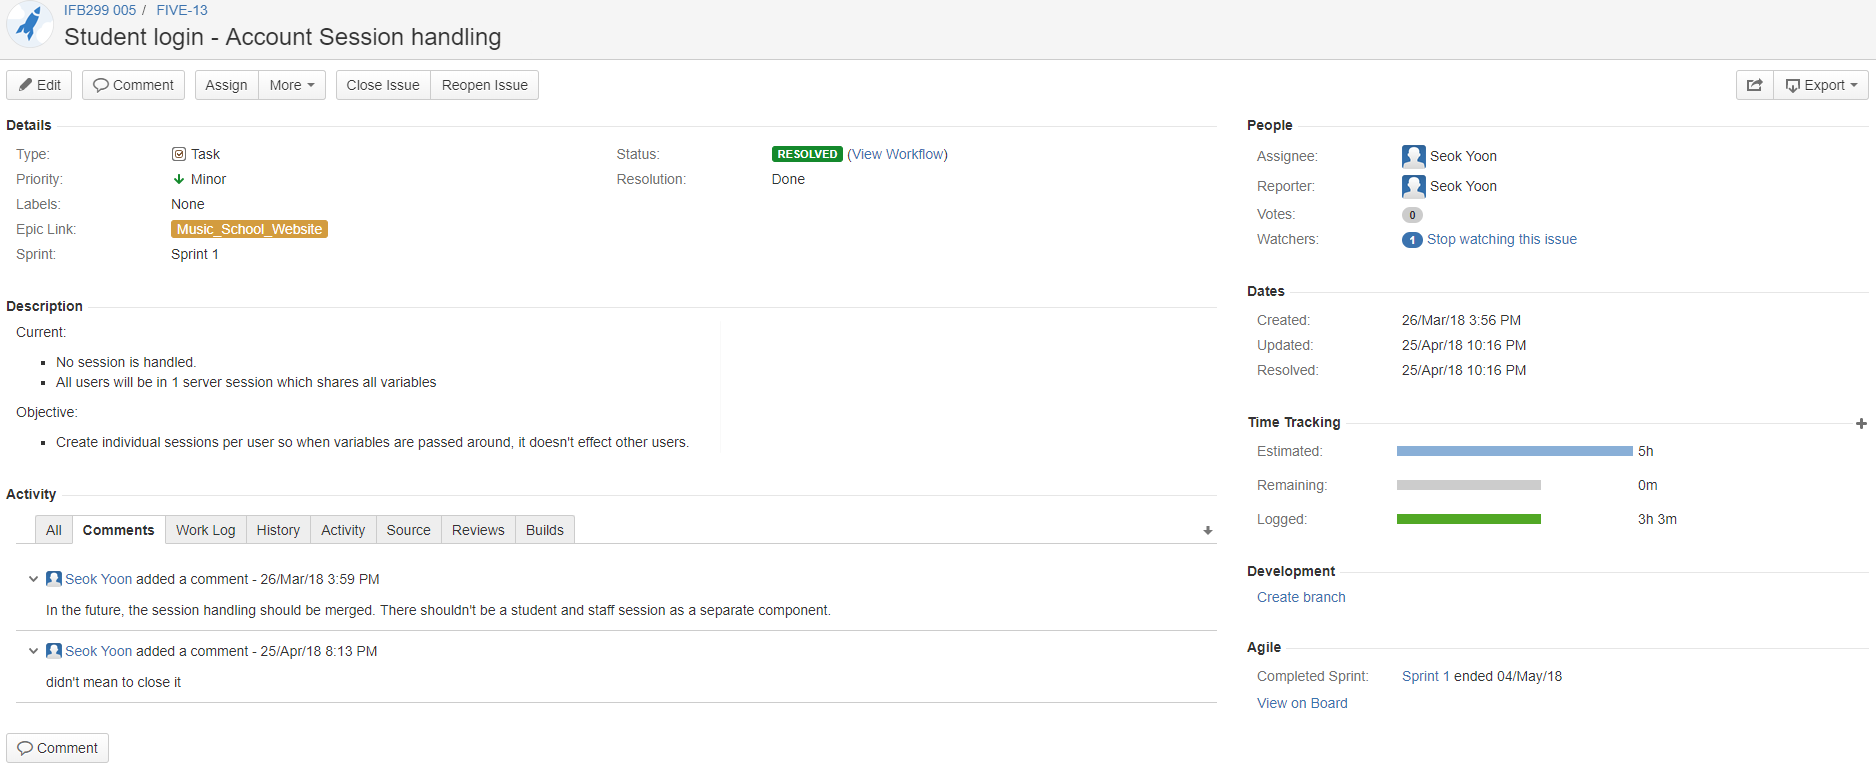 IFB299 005 / FIVE-13
Student login - Account Session handling
Edit Comment Assign More Close Issue Reopen Issue Export
Details
Type: Task
Priority: Minor
Labels: None
Epic Link: Music_School_Website
Sprint: Sprint 1
Status: RESOLVED (View Workflow)
Resolution: Done
Description
Current:
No session is handled.
All users will be in 1 server session which shares all variables
Objective:
Create individual sessions per user so when variables are passed around, it doesn't effect other users.
Activity
All Comments Work Log History Activity Source Reviews Builds
Seok Yoon added a comment - 26/Mar/18 3:59 PM
In the future, the session handling should be merged. There shouldn't be a student and staff session as a separate component.
Seok Yoon added a comment - 25/Apr/18 8:13 PM
didn't mean to close it
Comment
People
Assignee: Seok Yoon
Reporter: Seok Yoon
Votes: 0
Watchers: 1 Stop watching this issue
Dates
Created: 26/Mar/18 3:56 PM
Updated: 25/Apr/18 10:16 PM
Resolved: 25/Apr/18 10:16 PM
Time Tracking
Estimated: 5h
Remaining: 0m
Logged: 3h 3m
Development
Create branch
Agile
Completed Sprint: Sprint 1 ended 04/May/18
View on Board